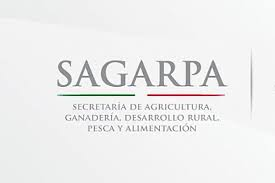 SAGARPA
SECRETARÍA DE AGRICULTURA,
GANADERÍA, DESARROLLO RURAL,
PESCA Y ALIMENTACIÓN